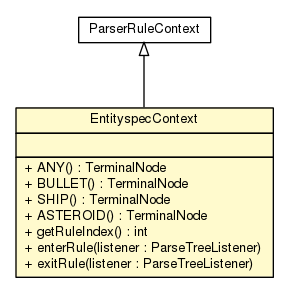 ParserRuleContext
EntityspecContext
+ ANY() : TerminalNode
+ BULLET() : TerminalNode
+ SHIP() : TerminalNode
+ ASTEROID() : TerminalNode
+ getRuleIndex() : int
+ enterRule(listener : ParseTreeListener)
+ exitRule(listener : ParseTreeListener)